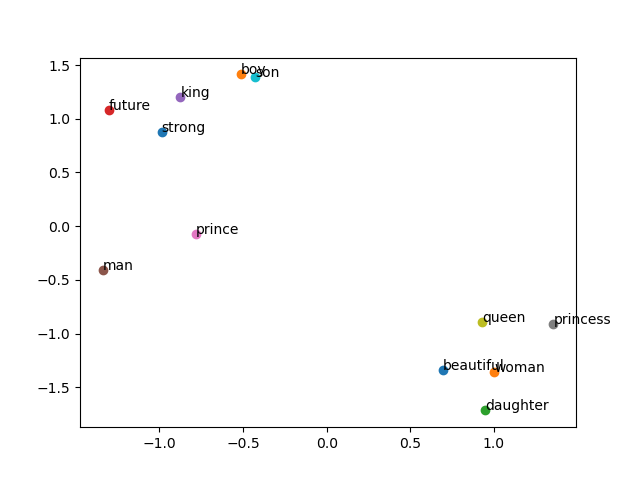 1.5
1.0
0.5
0.0
−0.5
−1.0
−1.5
boy
son
king
future
strong
prince
man
queen
princess
beautiful
woman
daughter
−1.0
−0.5
0.0
0.5
1.0